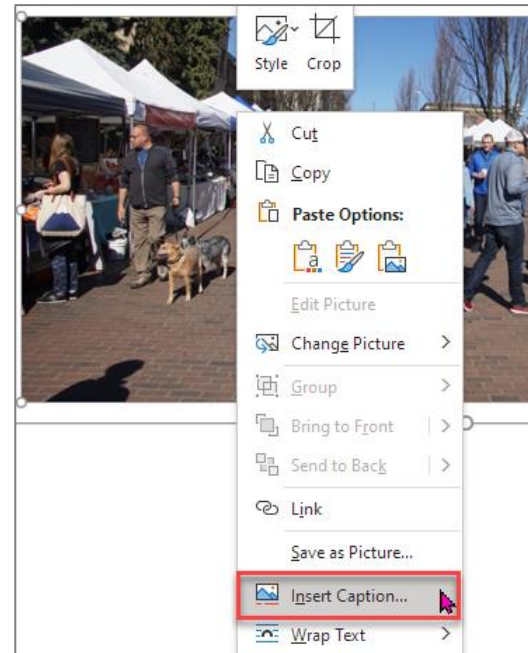 Style Crop
Cut
Copy
Paste Options:
a
Edit Picture
Change Picture
Group
Bring to Front
Send to Back
Link
Save as Picture...
Insert Caption...
Wrap Text